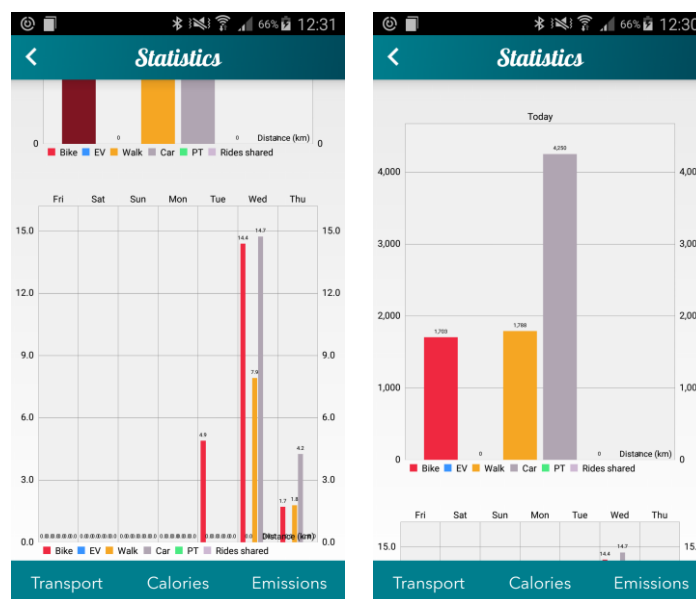 66% 12:31
Statistics
0 0 0 Distance (km) 0
Bike EV Walk Car PT Rides shared
Fri Sat Sun Mon Tue Wed Thu
15.0 14.4 14.7 15.0
12.0 12.0
9.0 9.0
7.9
6.0 6.0
4.9
4.2
3.0 3.0
1.7 1.8
0.0 Distance (km) 0.0
Bike EV Walk Car PT Rides shared
Transport Calories Emissions
66% 12:30
Statistics
Today
4,250
4,000 4,00
3,000 3,00
2,000 2,00
1,703 1,788
1,000 1,00
0 0 0 Distance (km) 0
Bike EV Walk Car PT Rides shared
Fri Sat Sun Mon Tue Wed Thu
15.0 14.4 14.7 15.
Transport Calories Emissions